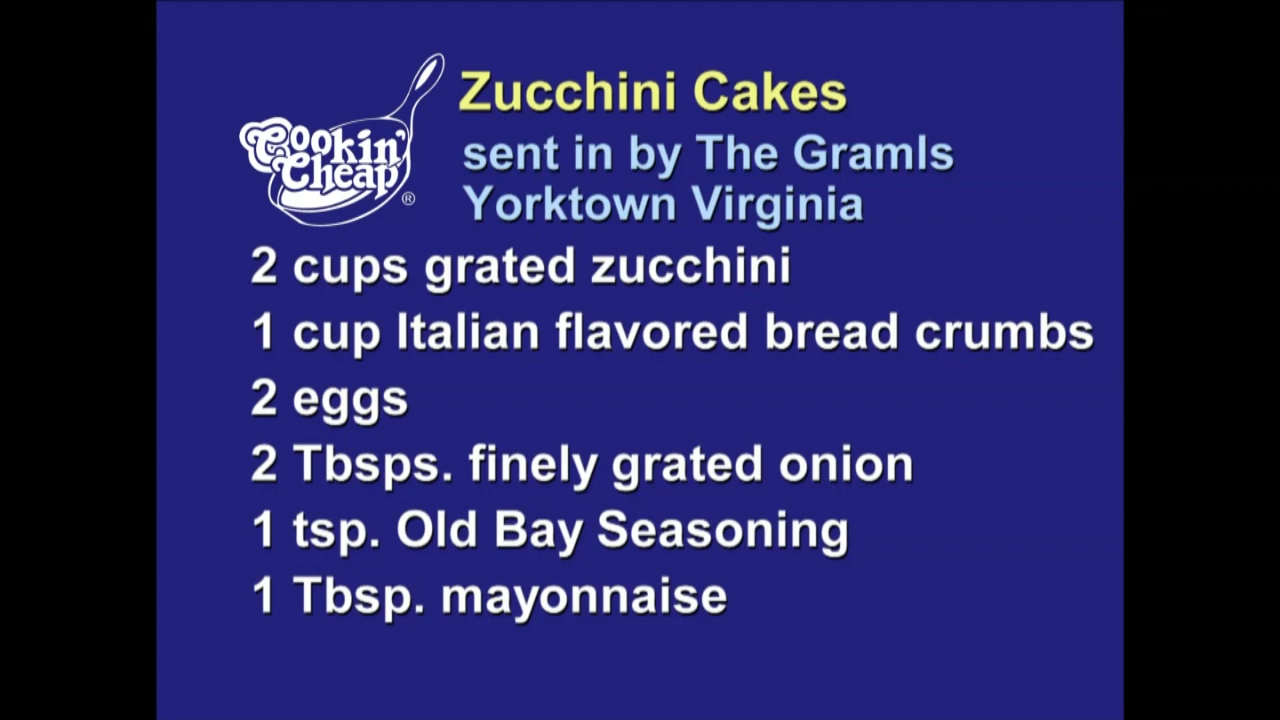 Cookin'
Cheap
®
Zucchini Cakes
sent in by The Gramls
Yorktown Virginia
2 cups grated zucchini
1 cup Italian flavored bread crumbs
2 eggs
2 Tbsps. finely grated onion
1 tsp. Old Bay Seasoning
1 Tbsp. mayonnaise